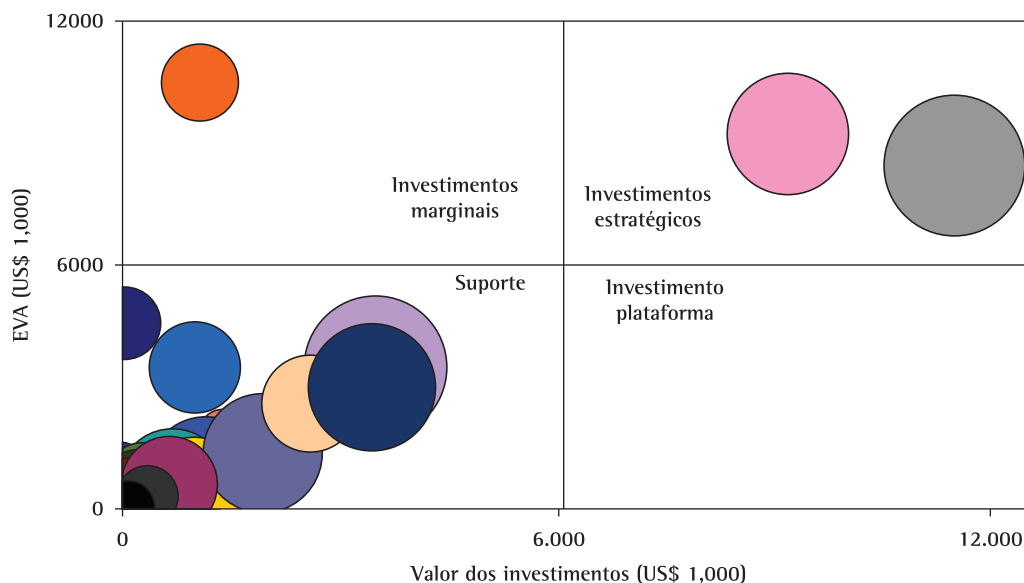 12000
Investimentos
marginais
Investimentos
estratégicos
EVA (US$ 1,000)
6000
Suporte
Investimento
plataforma
0
0
6.000
12.000
Valor dos investimentos (US$ 1,000)